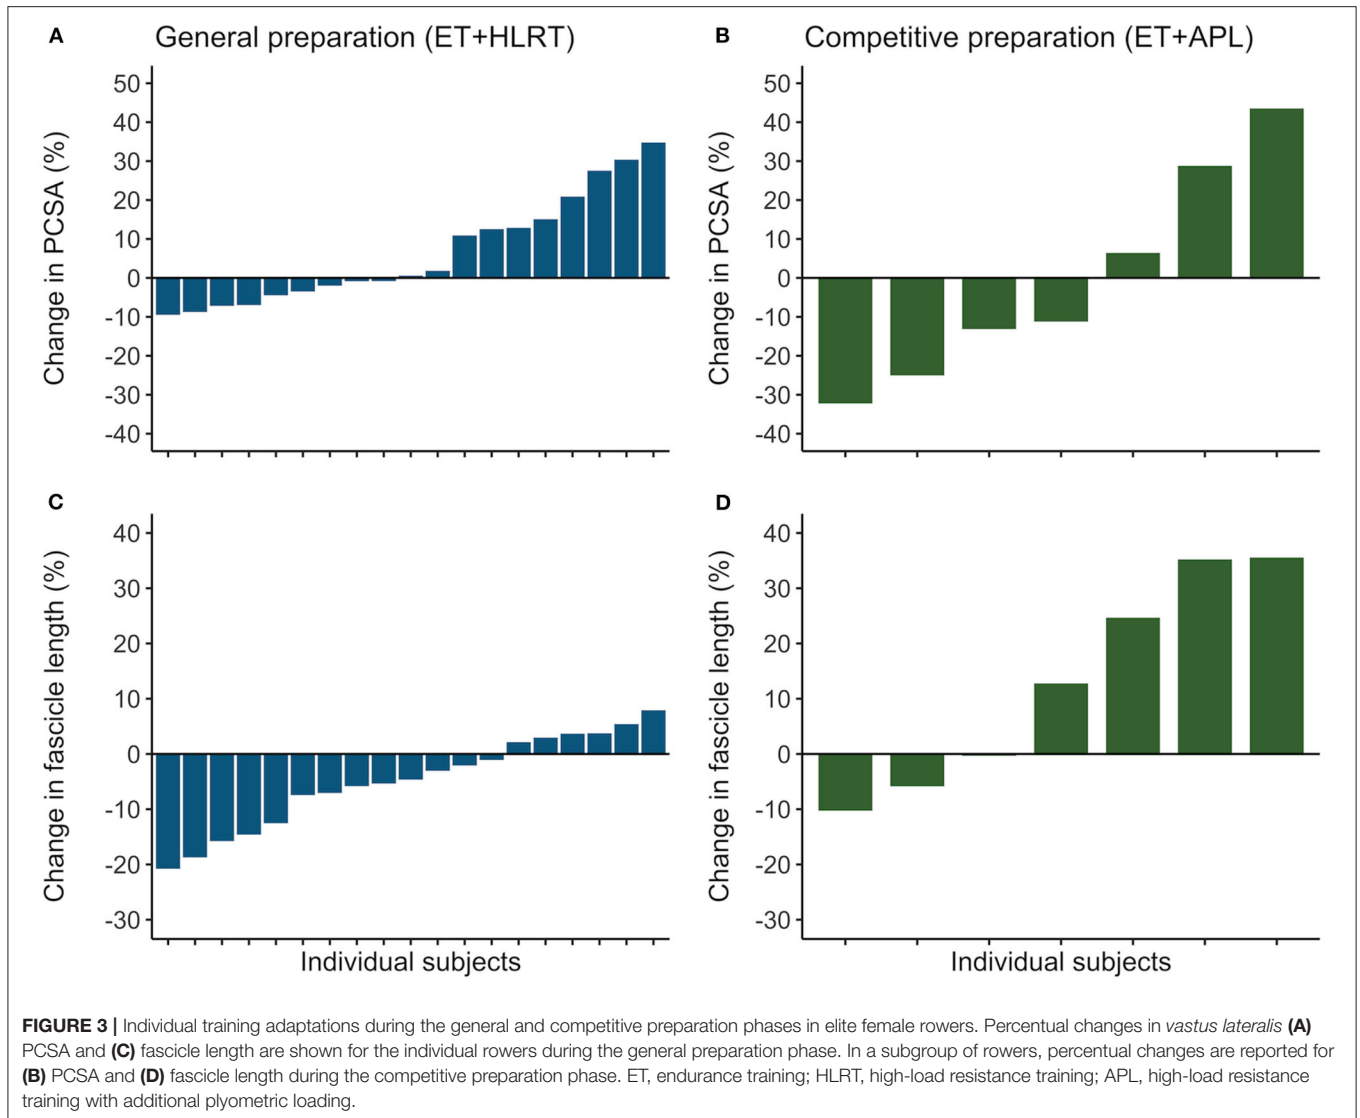 A General preparation (ET+HLRT)
Change in PCSA (%)
50
40
30
20
10
0
-10
-20
-30
-40
B Competitive preparation (ET+APL)
Change in PCSA (%)
50
40
30
20
10
0
-10
-20
-30
-40
C
Change in fascicle length (%)
40
30
20
10
0
-10
-20
-30
Individual subjects
D
Change in fascicle length (%)
40
30
20
10
0
-10
-20
-30
Individual subjects
FIGURE 3 | Individual training adaptations during the general and competitive preparation phases in elite female rowers. Percentual changes in vastus lateralis (A)
PCSA and (C) fascicle length are shown for the individual rowers during the general preparation phase. In a subgroup of rowers, percentual changes are reported for
(B) PCSA and (D) fascicle length during the competitive preparation phase. ET, endurance training; HLRT, high-load resistance training; APL, high-load resistance
training with additional plyometric loading.